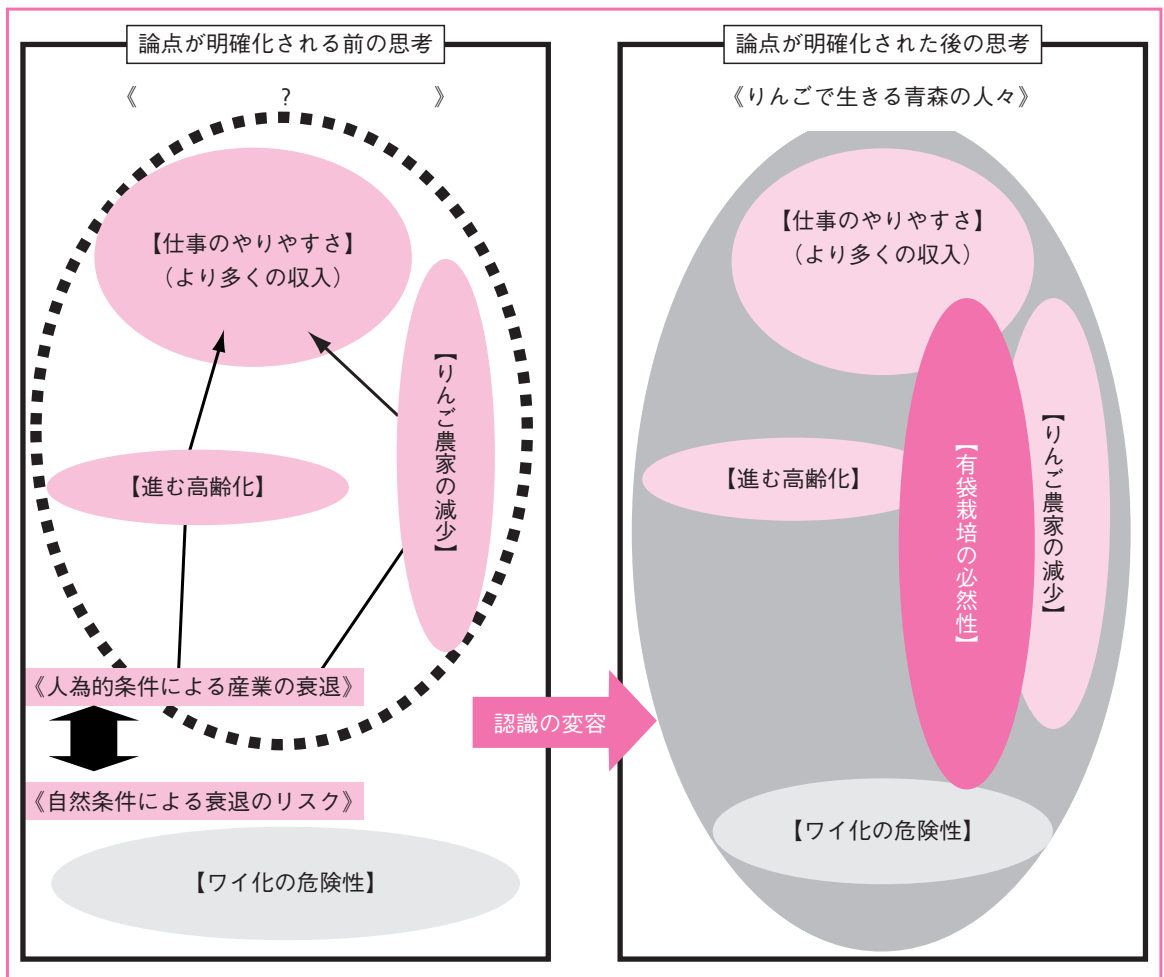 論点が明確化される前の思考
《 ? 》
【仕事のやりやすさ】
（より多くの収入）
【りんご農家の減少】
【進む高齢化】
《人為的条件による産業の衰退》
《自然条件による衰退のリスク》
【ワイ化の危険性】
認識の変容
論点が明確化された後の思考
《りんごで生きる青森の人々》
【仕事のやりやすさ】
（より多くの収入）
【進む高齢化】
【有袋栽培の必然性】
【りんご農家の減少】
【ワイ化の危険性】